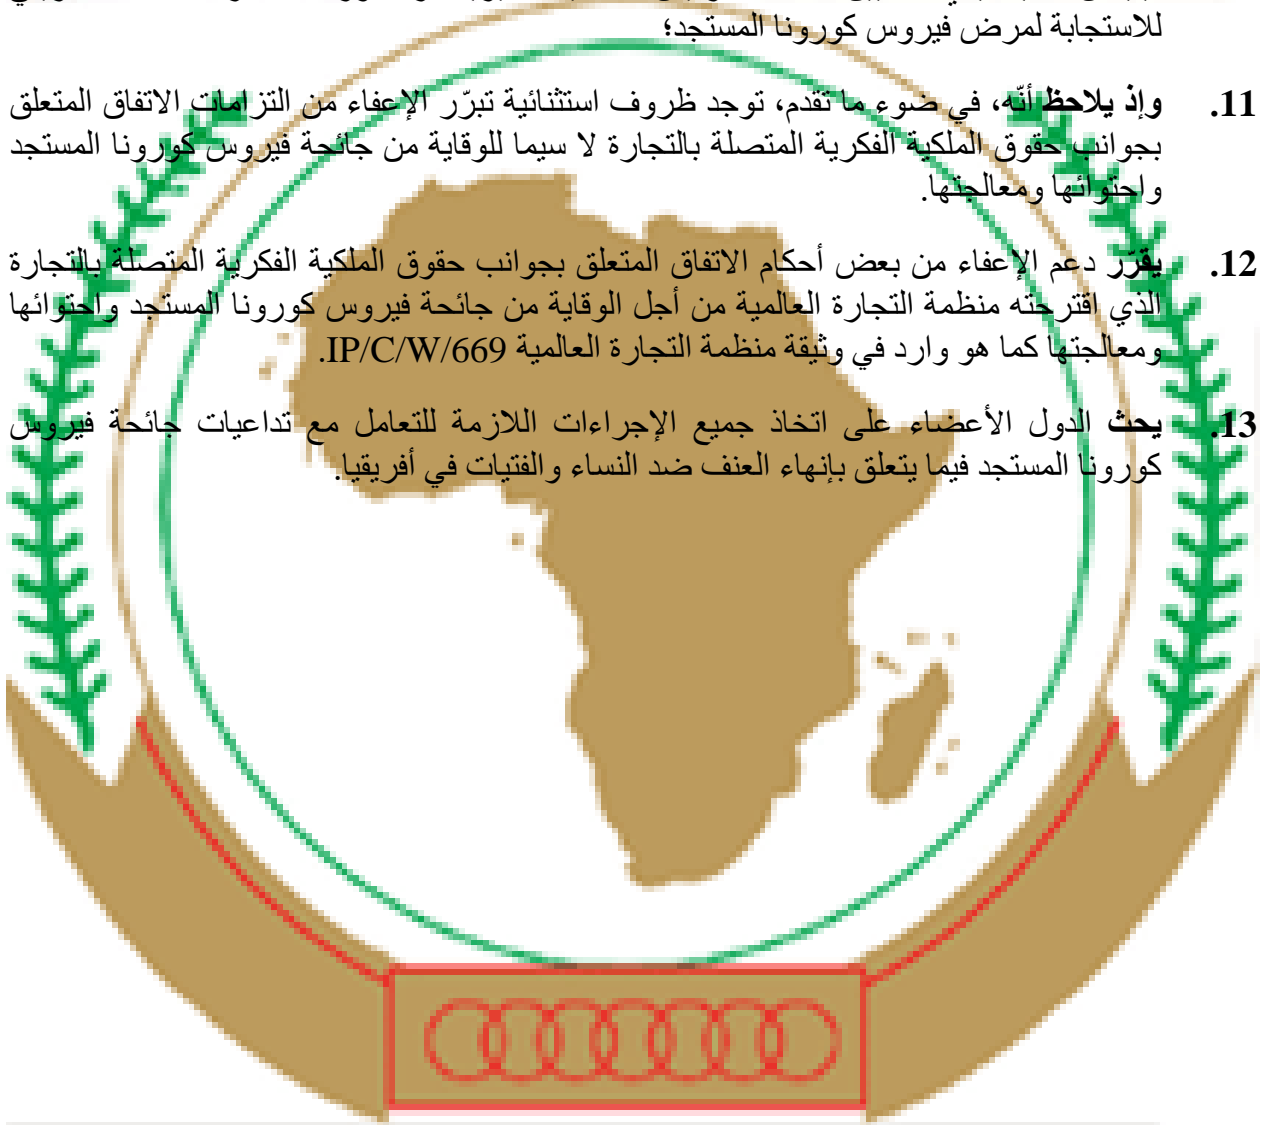 للاستجابة لمرض فيروس كورونا المستجد؛
11. وإذ يلاحظ أنّه، في ضوء ما تقدم، توجد ظروف استثنائية تبرّر الإعفاء من التزامات الاتفاق المتعلق
بجوانب حقوق الملكية الفكرية المتصلة بالتجارة لا سيما للوقاية من جائحة فيروس كورونا المستجد
واحتوائها ومعالجتها.
12. يقرّر دعم الإعفاء من بعض أحكام الاتفاق المتعلق بجوانب حقوق الملكية الفكرية المتصلة بالتجارة
الذي اقترحته منظمة التجارة العالمية من أجل الوقاية من جائحة فيروس كورونا المستجد واحتوائها
ومعالجتها كما هو وارد في وثيقة منظمة التجارة العالمية IP/C/W/669.
13. يحث الدول الأعضاء على اتخاذ جميع الإجراءات اللازمة للتعامل مع تداعيات جائحة فيروس
كورونا المستجد فيما يتعلق بإنهاء العنف ضد النساء والفتيات في أفريقيا.